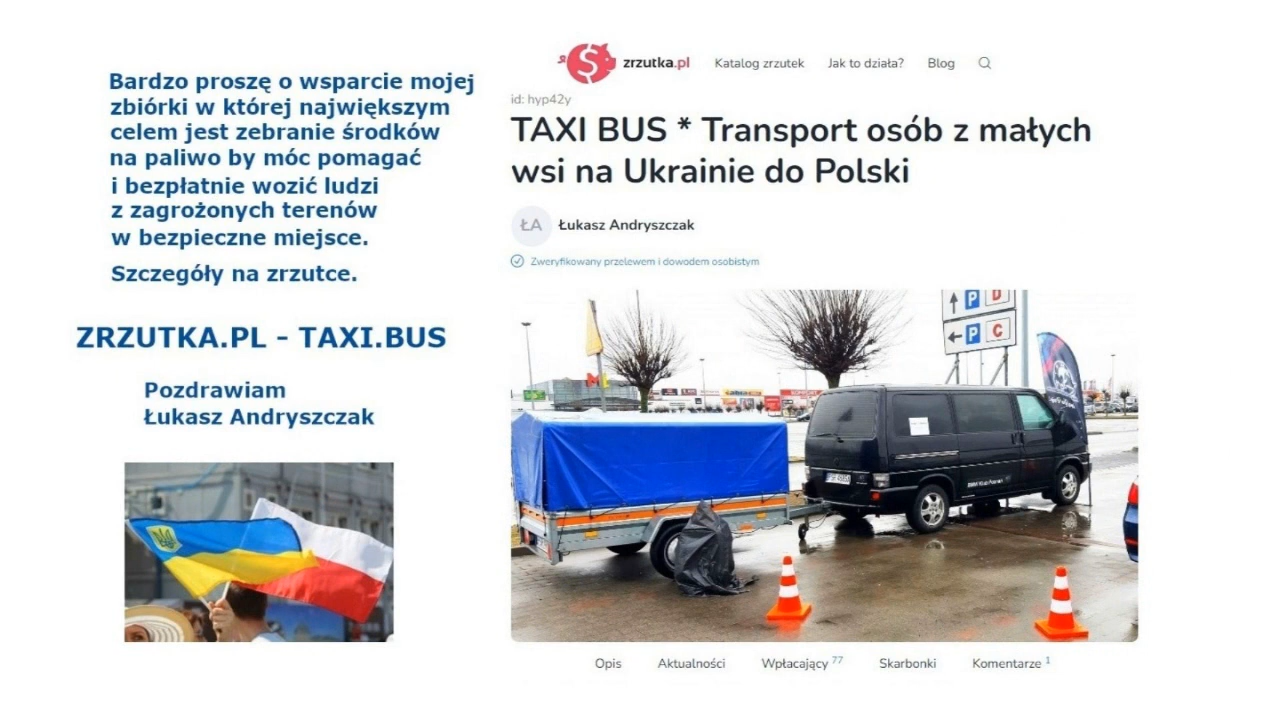 Bardzo proszę o wsparcie mojej
zbiórki w której największym
celem jest zebranie środków
na paliwo by móc pomagać
i bezpłatnie wozić ludzi
z zagrożonych terenów
w bezpieczne miejsce.
Szczegóły na zrzutce.
ZRZUTKA.PL - TAXI.BUS
Pozdrawiam
Łukasz Andryszczak
zrzutka.pl Katalog zrzutek Jak to działa? Blog
id: hyp42y
TAXI BUS * Transport osób z małych
wsi na Ukrainie do Polski
ŁA Łukasz Andryszczak
Zweryfikowany przelewem i dowodem osobistym
P D
P C
Opis Aktualności Wpłacający 77 Skarbonki Komentarze 1